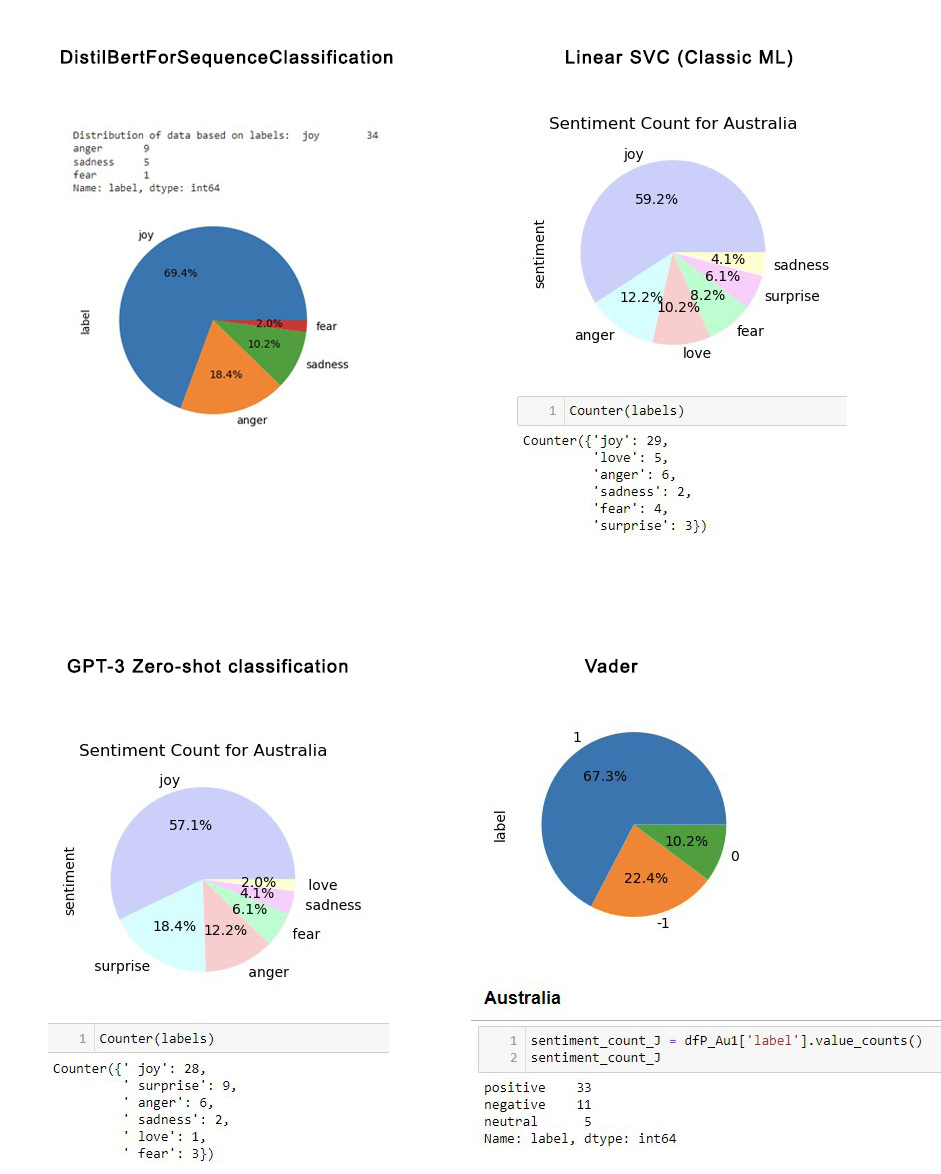 DistilBertForSequenceClassification
Distribution of data based on labels: joy 34
anger 9
sadness 5
fear 1
Name: label, dtype: int64
joy
69.4%
label
2.0%
fear
10.2%
sadness
18.4%
anger
Linear SVC (Classic ML)
Sentiment Count for Australia
joy
59.2%
sentiment
4.1%
sadness
6.1%
surprise
8.2%
fear
10.2%
love
12.2%
anger
1 Counter(labels)
Counter({'joy': 29,
'love': 5,
'anger': 6,
'sadness': 2,
'fear': 4,
'surprise': 3})
GPT-3 Zero-shot classification
Sentiment Count for Australia
joy
57.1%
sentiment
2.0%
love
4.1%
sadness
6.1%
fear
12.2%
anger
18.4%
surprise
1 Counter(labels)
Counter({' joy': 28,
' surprise': 9,
' anger': 6,
' sadness': 2,
' love': 1,
' fear': 3})
Vader
1
67.3%
label
10.2%
0
22.4%
-1
Australia
1 sentiment_count_J = dfP_Au1['label'].value_counts()
2 sentiment_count_J
positive 33
negative 11
neutral 5
Name: label, dtype: int64